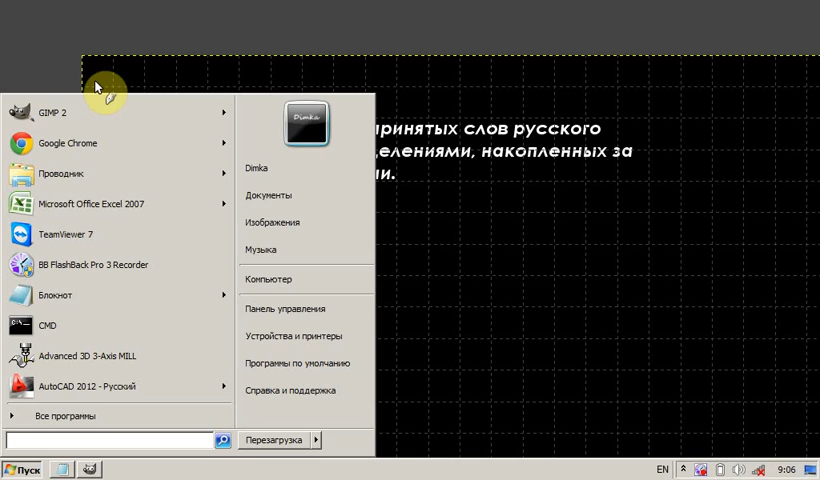 принятых слов русского
елениями, накопленных за
и.
GIMP 2
Google Chrome
Проводник
Microsoft Office Excel 2007
TeamViewer 7
BB FlashBack Pro 3 Recorder
Блокнот
CMD
Advanced 3D 3-Axis MILL
AutoCAD 2012 - Русский
Все программы
Dimka
Dimka
Документы
Изображения
Музыка
Компьютер
Панель управления
Устройства и принтеры
Программы по умолчанию
Справка и поддержка
Перезагрузка
Пуск
EN
9:06